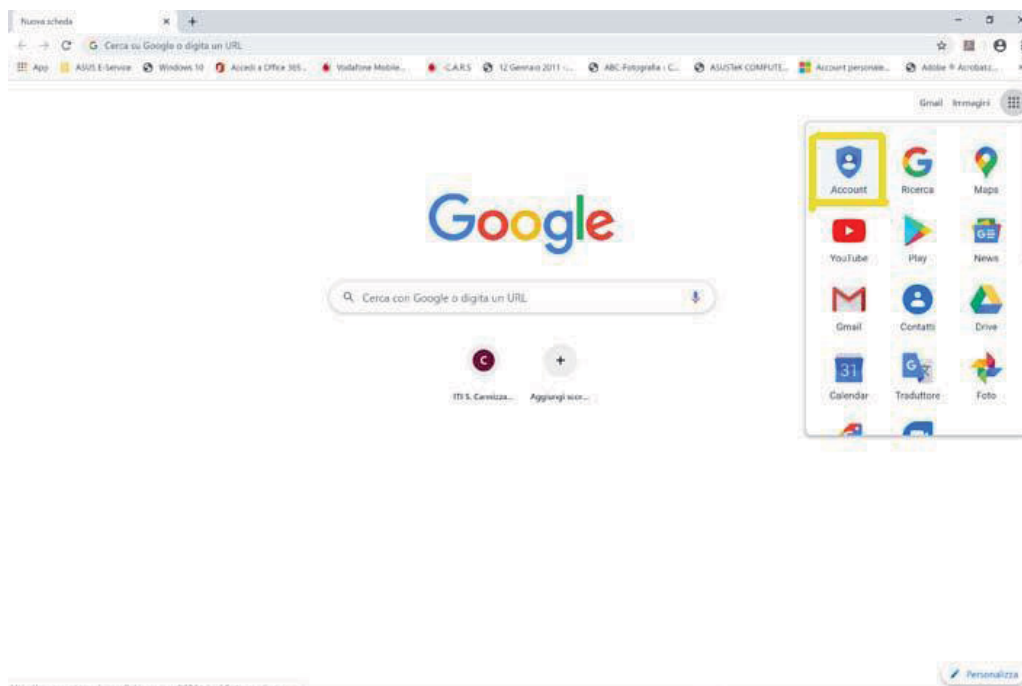 Nuova scheda
Cerca su Google o digita un URL
App ASUS E-Service Windows 10 Accedi a Office 365... Vodafone Mobile... C.A.R.S 12 Gennaio 2011 -... ABC-Fotografia : C... ASUSTeK COMPUTE... Account personale... Adobe ® Acrobat...
Gmail Immagini
Account Ricerca Maps
Google
YouTube Play News
Cerca con Google o digita un URL
Gmail Contatti Drive
C
31
ITI S. Cannizza... Aggiungi scor...
Calendar Traduttore Foto
Personalizza